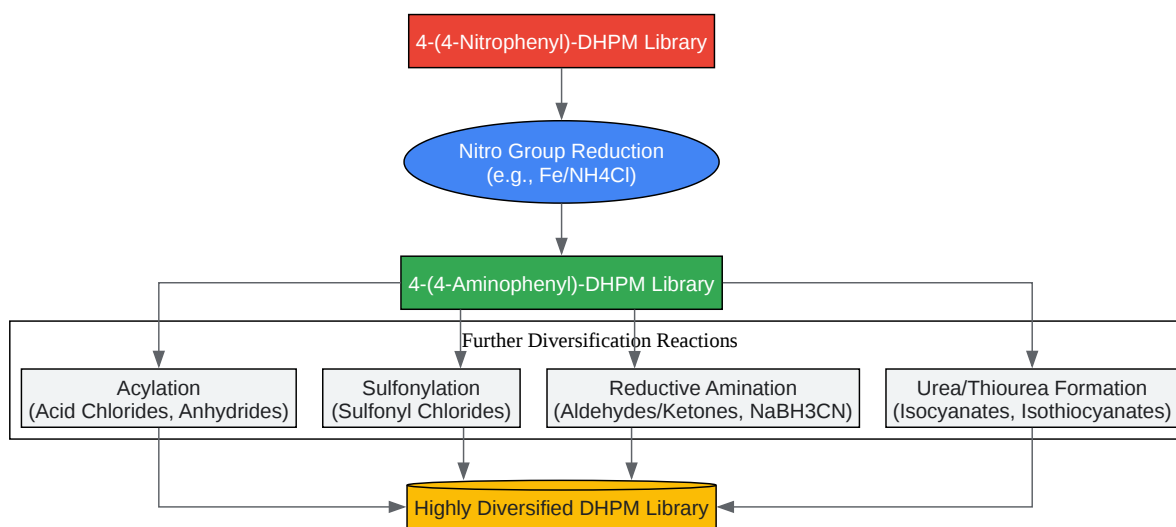 4-(4-Nitrophenyl)-DHPM Library
Nitro Group Reduction
(e.g., Fe/NH4Cl)
4-(4-Aminophenyl)-DHPM Library
Further Diversification Reactions
Acylation
(Acid Chlorides, Anhydrides)
Sulfonylation
(Sulfonyl Chlorides)
Reductive Amination
(Aldehydes/Ketones, NaBH3CN)
Urea/Thiourea Formation
(Isocyanates, Isothiocyanates)
Highly Diversified DHPM Library